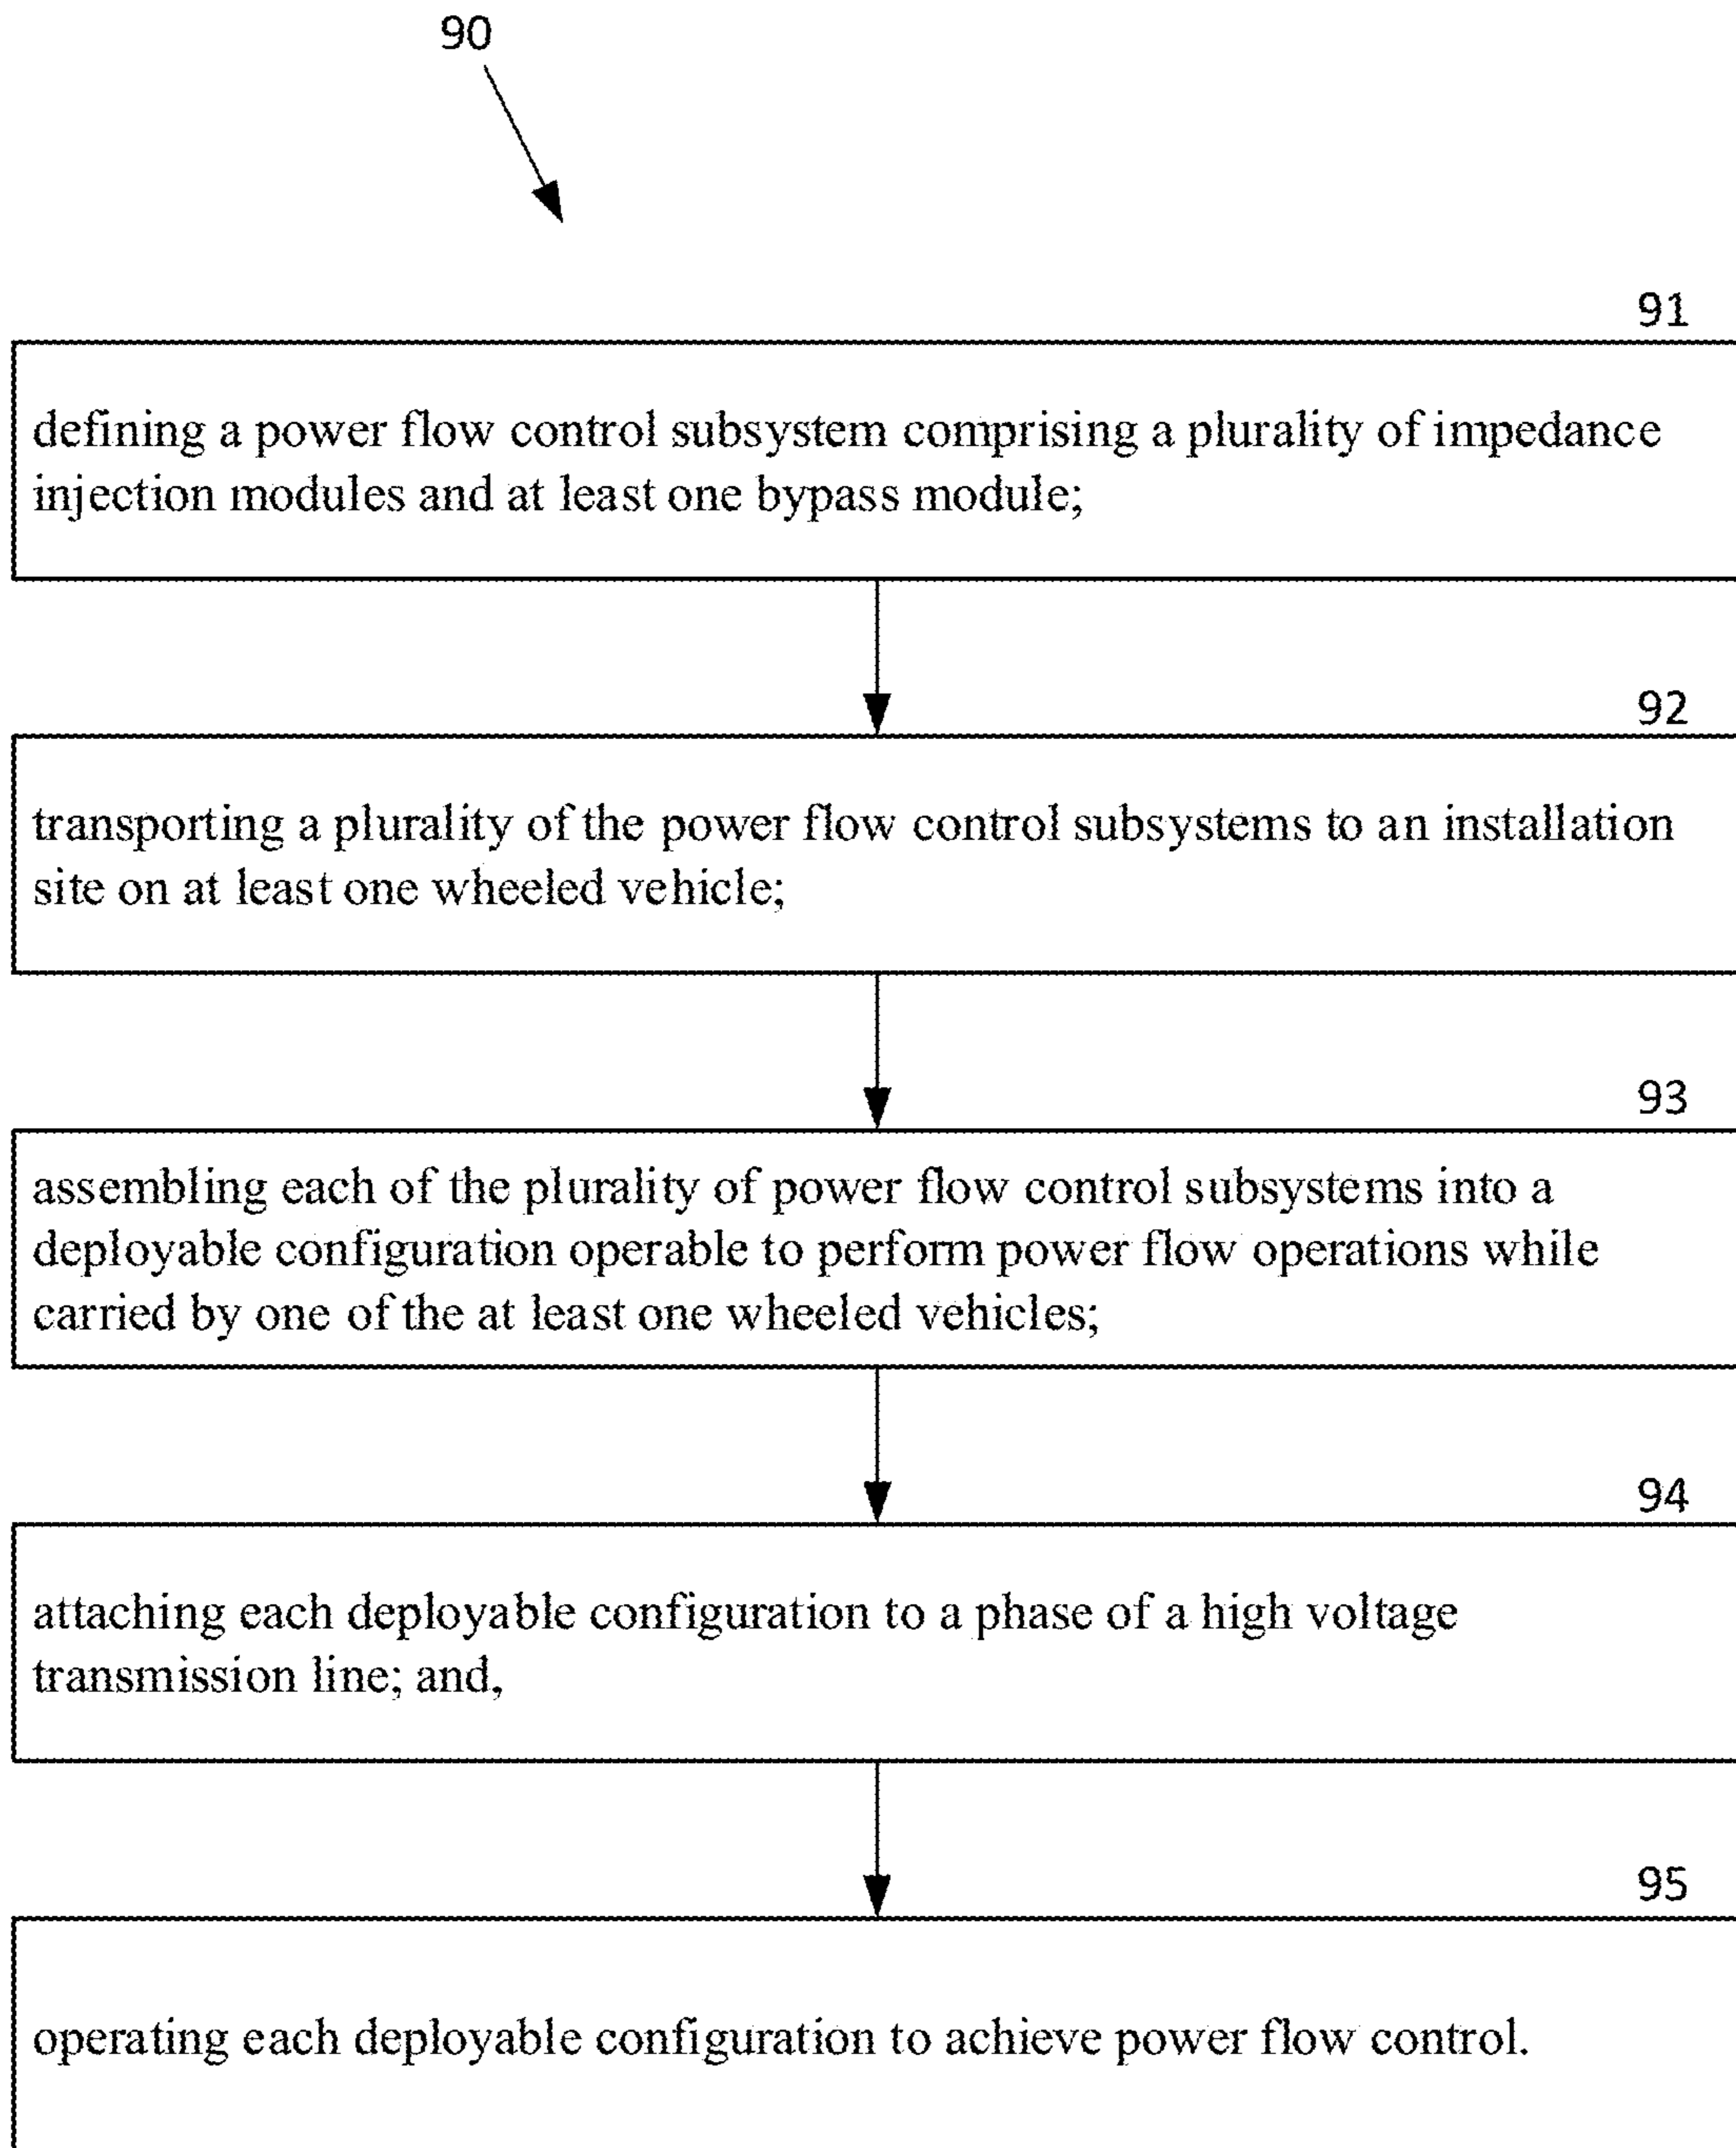 90
91
defining a power flow control subsystem comprising a plurality of impedance
injection modules and at least one bypass module;
92
transporting a plurality of the power flow control subsystems to an installation
site on at least one wheeled vehicle;
93
assembling each of the plurality of power flow control subsystems into a
deployable configuration operable to perform power flow operations while
carried by one of the at least one wheeled vehicles;
94
attaching each deployable configuration to a phase of a high voltage
transmission line; and,
95
operating each deployable configuration to achieve power flow control.